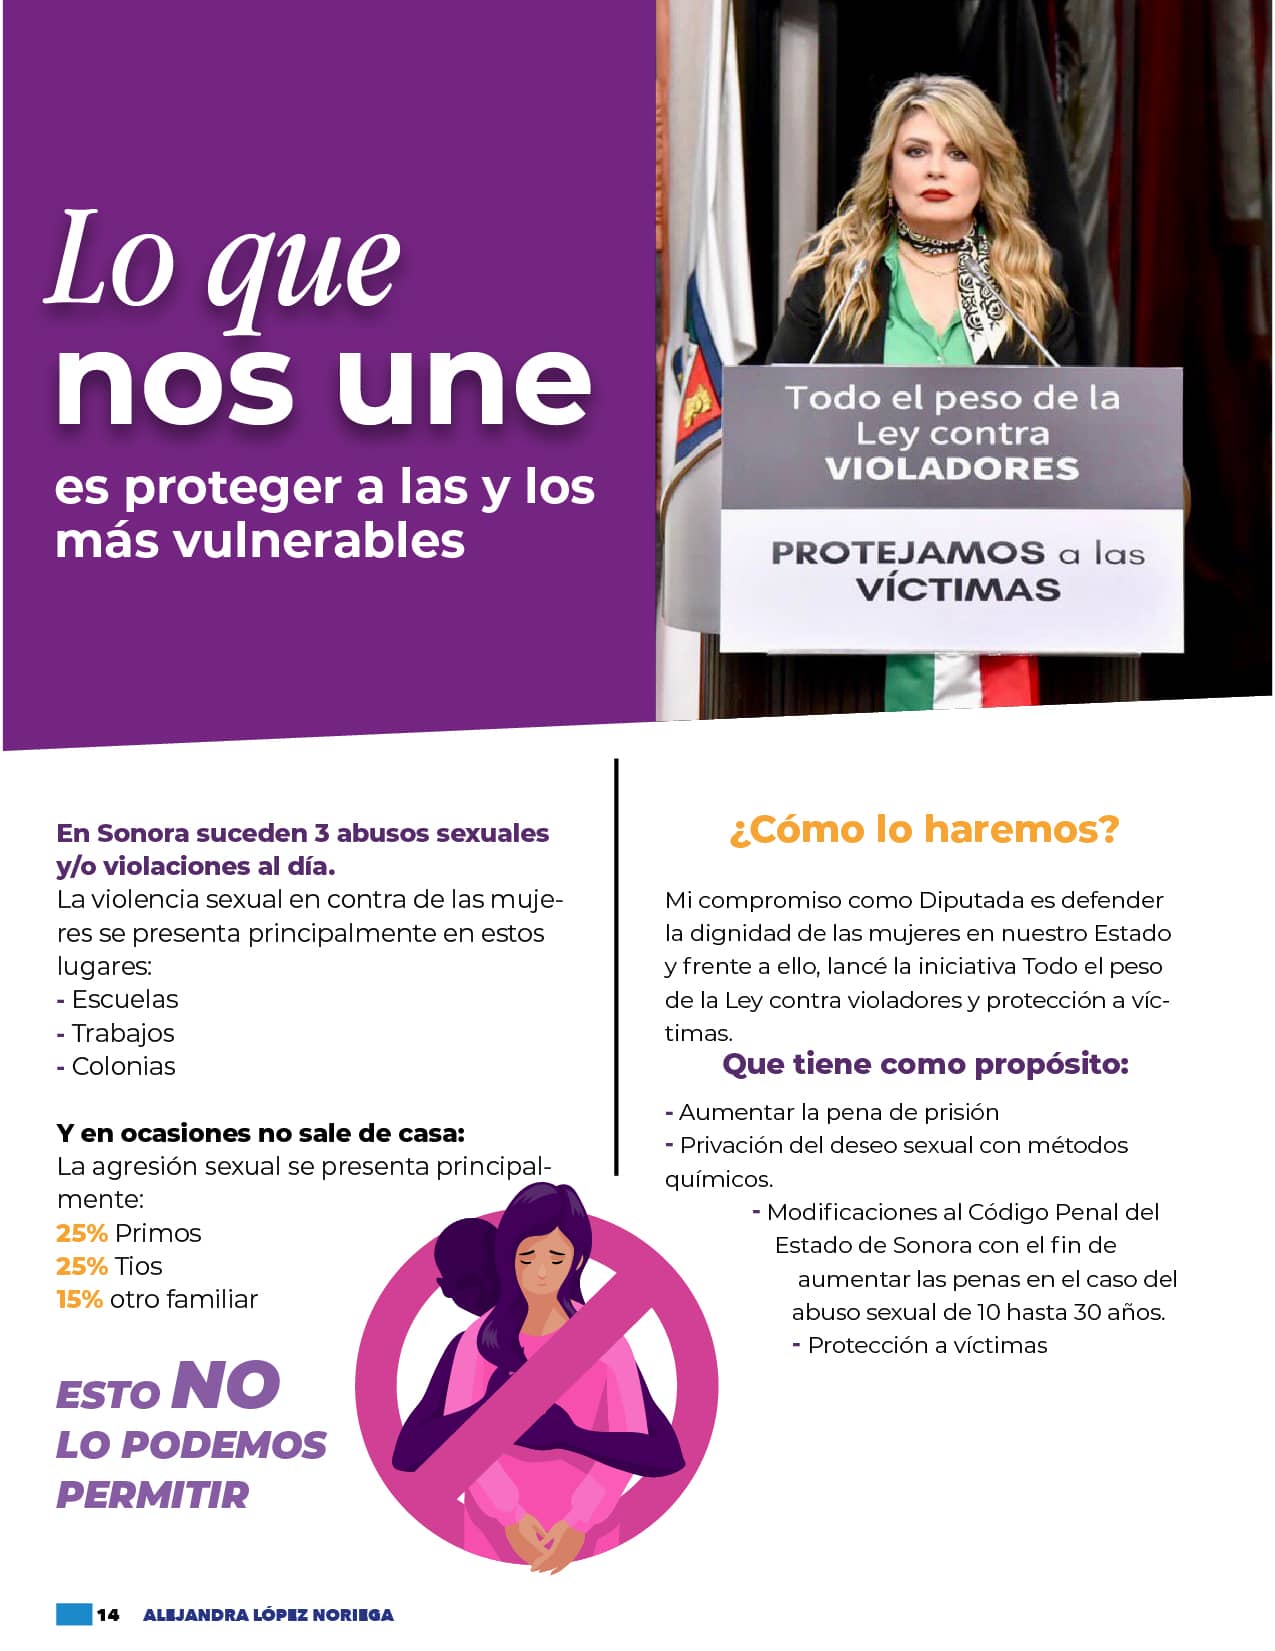 Lo que
nos une
es proteger a las y los
más vulnerables
Todo el peso de la
Ley contra
VIOLADORES
PROTEJAMOS a las
VÍCTIMAS
En Sonora suceden 3 abusos sexuales
y/o violaciones al día.
La violencia sexual en contra de las muje-
res se presenta principalmente en estos
lugares:
- Escuelas
- Trabajos
- Colonias
Y en ocasiones no sale de casa:
La agresión sexual se presenta principal-
mente:
25% Primos
25% Tios
15% otro familiar
ESTO NO
LO PODEMOS
PERMITIR
¿Cómo lo haremos?
Mi compromiso como Diputada es defender
la dignidad de las mujeres en nuestro Estado
y frente a ello, lancé la iniciativa Todo el peso
de la Ley contra violadores y protección a víc-
timas.
Que tiene como propósito:
- Aumentar la pena de prisión
- Privación del deseo sexual con métodos
químicos.
- Modificaciones al Código Penal del
Estado de Sonora con el fin de
aumentar las penas en el caso del
abuso sexual de 10 hasta 30 años.
- Protección a víctimas
14 ALEJANDRA LÓPEZ NORIEGA